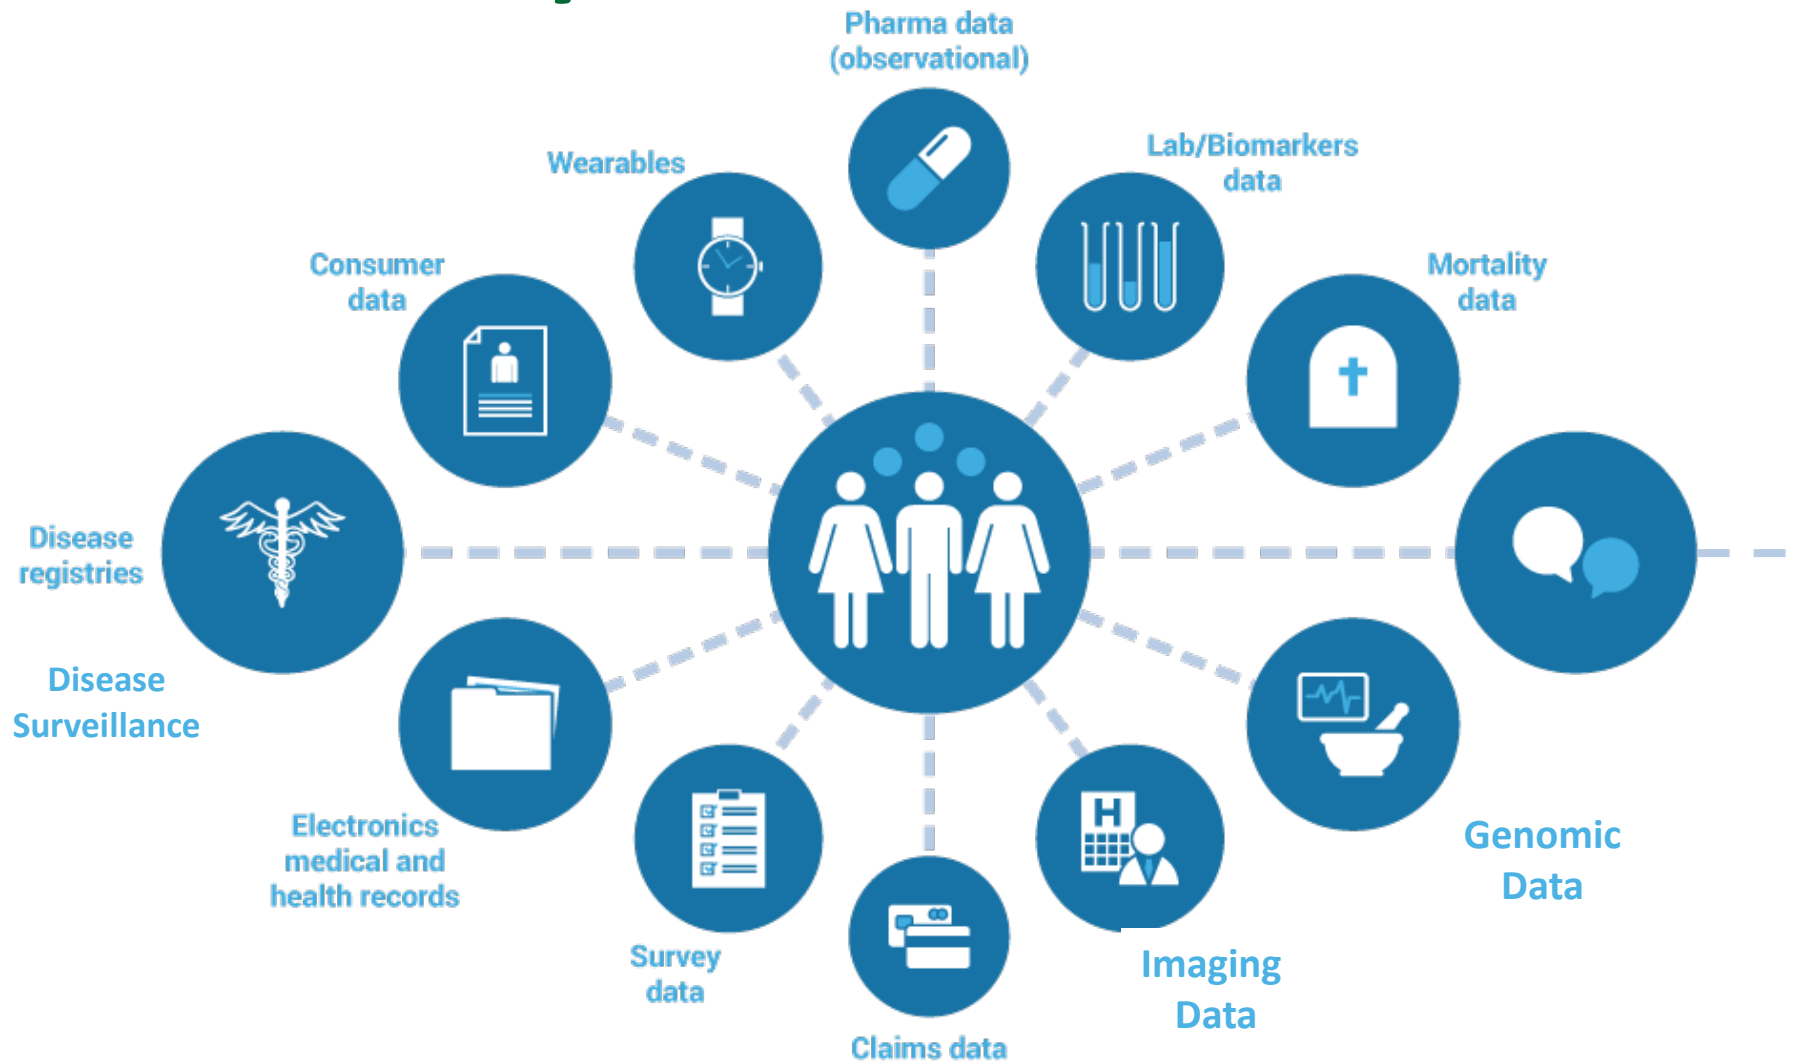 Pharma data
(observational)
Lab/Biomarkers
data
Wearables
Consumer
data
Mortality
data
Disease
registries
Disease
Surveillance
Electronics
medical and
health records
H
Genomic
Data
Survey
data
Imaging
Data
Claims data